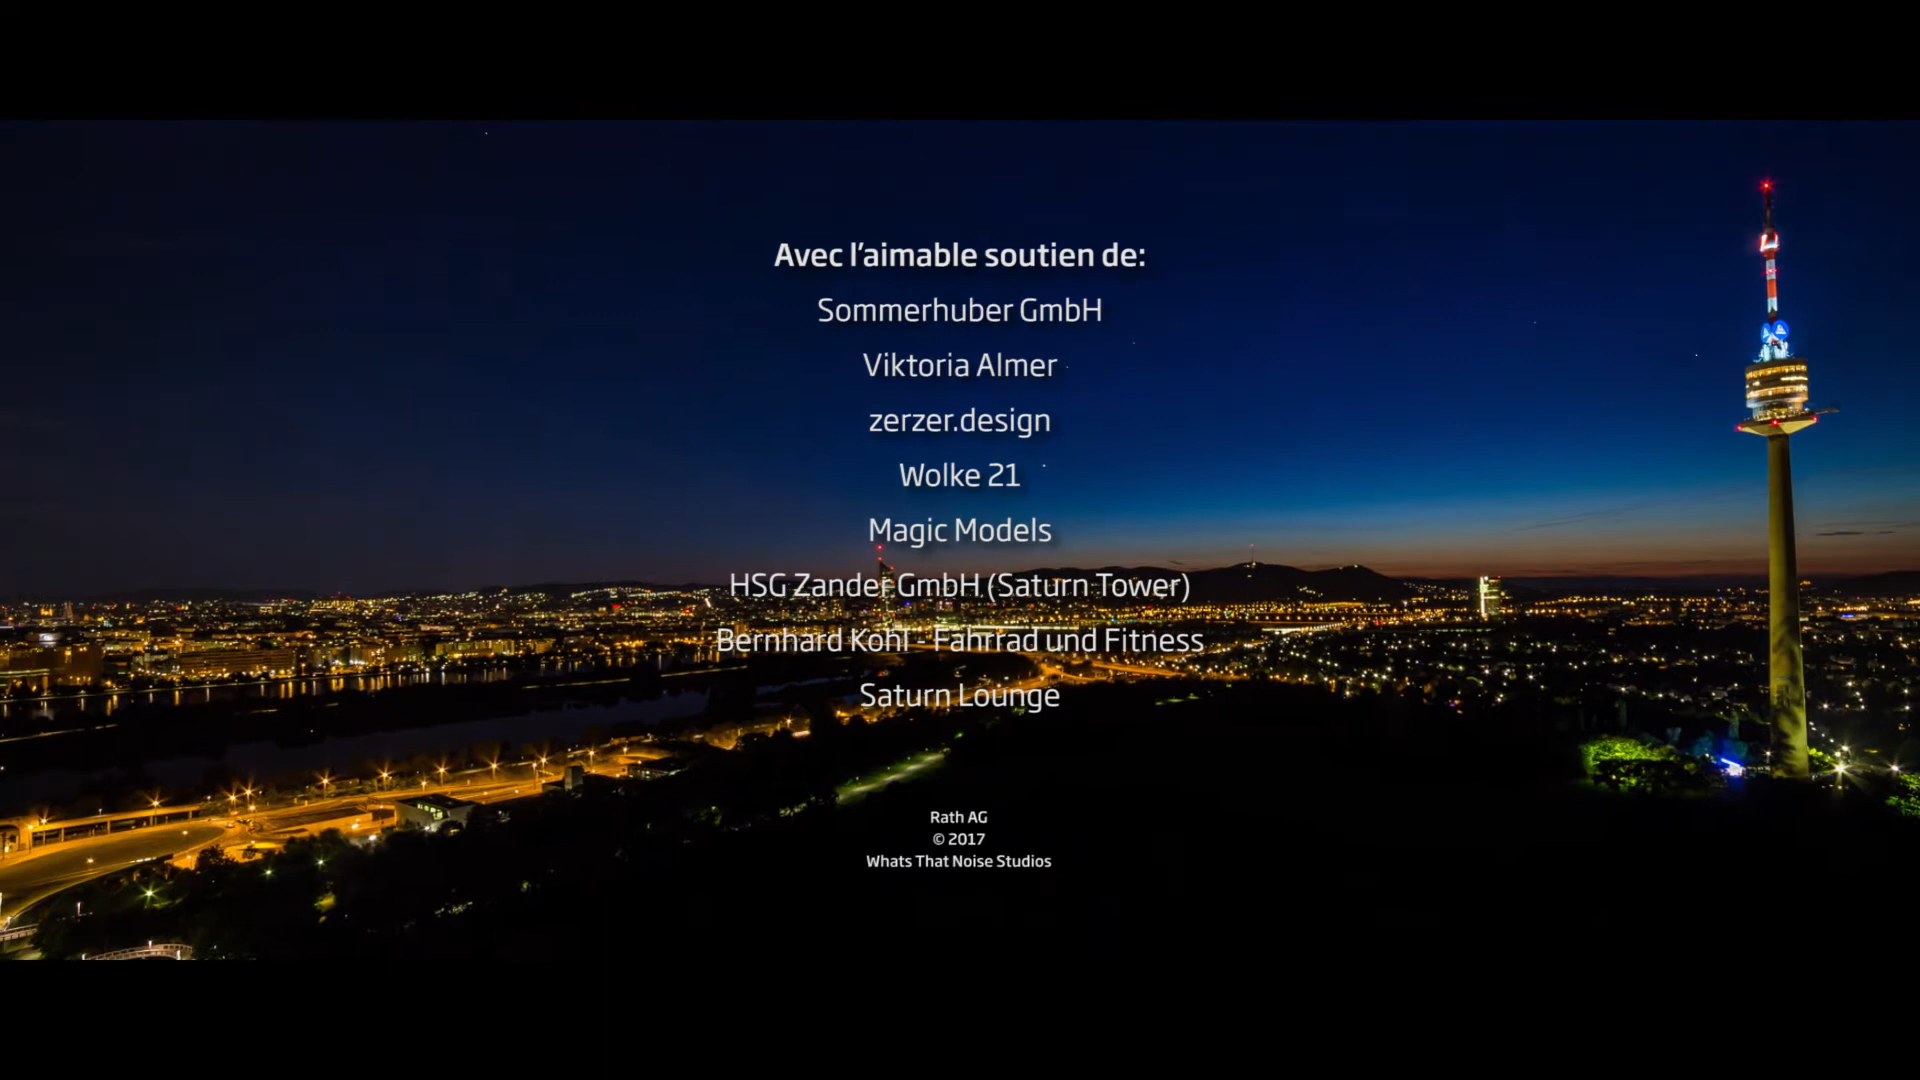 Avec l’aimable soutien de:
Sommerhuber GmbH
Viktoria Almer
zerzer.design
Wolke 21
Magic Models
HSG Zander GmbH (Saturn Tower)
Bernhard Kohl - Fahrrad und Fitness
Saturn Lounge
Rath AG
© 2017
Whats That Noise Studios